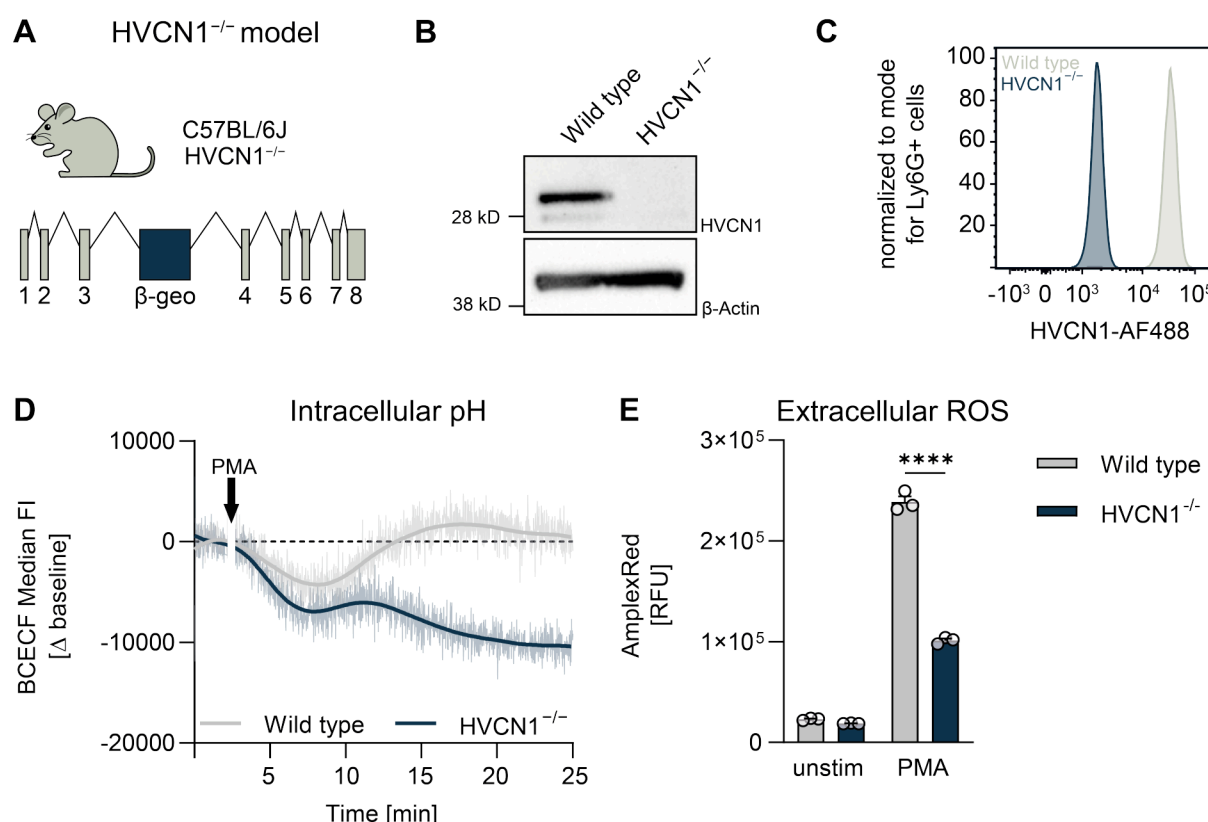 A
HVCN1⁻/⁻ model
C57BL/6J
HVCN1⁻/⁻
1 2 3 β-geo 4 5 6 7 8
B
Wild type HVCN1⁻/⁻
28 kD
HVCN1
38 kD
β-Actin
C
normalized to mode
for Ly6G+ cells
100
80
60
40
20
Wild type
HVCN1⁻/⁻
-10³ 0 10³ 10⁴ 10⁵
HVCN1-AF488
D
Intracellular pH
BCECF Median FI
[Δ baseline]
10000
0
-10000
-20000
PMA
Wild type HVCN1⁻/⁻
5 10 15 20 25
Time [min]
E
Extracellular ROS
AmplexRed
[RFU]
3×10⁵
2×10⁵
1×10⁵
0
****
unstim PMA
Wild type
HVCN1⁻/⁻